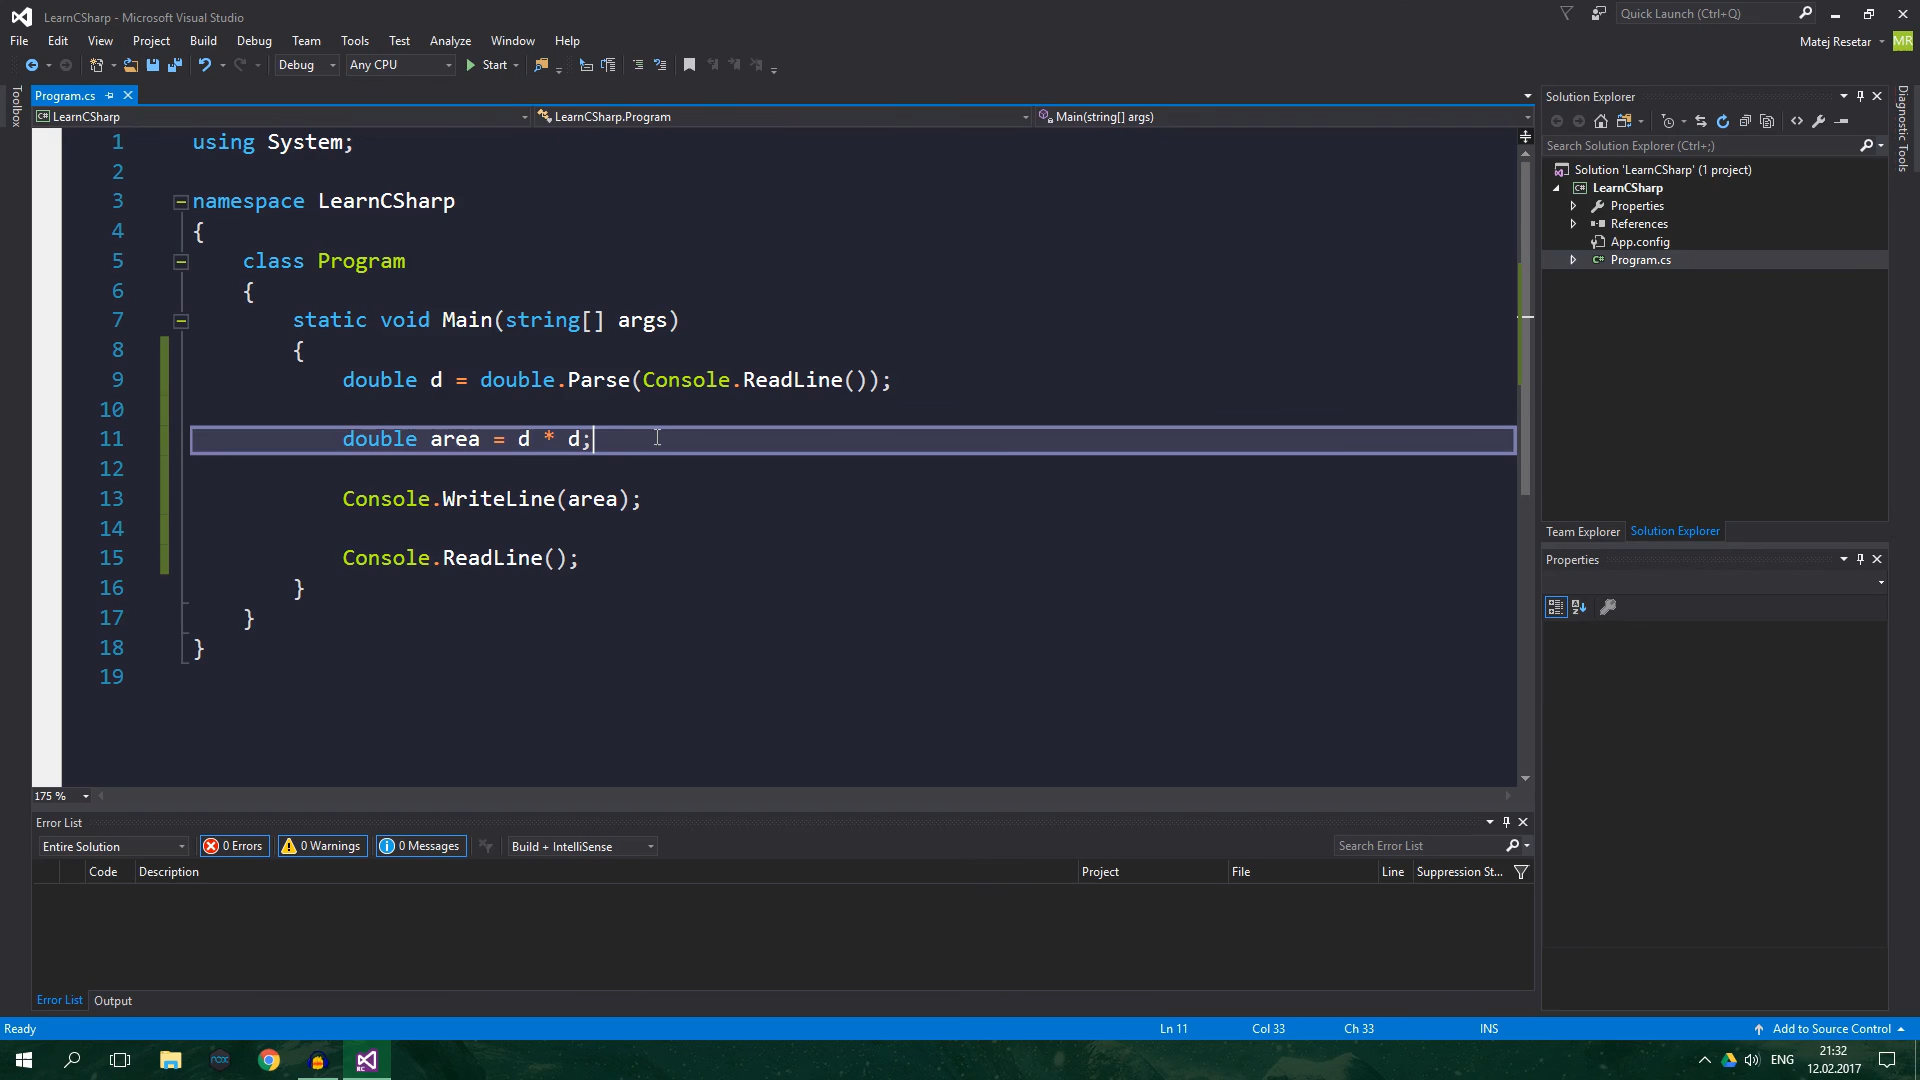 LearnCSharp - Microsoft Visual Studio
Quick Launch (Ctrl+Q)
File Edit View Project Build Debug Team Tools Test Analyze Window Help
Matej Resetar MR
Debug Any CPU Start
Toolbox
Program.cs
LearnCSharp LearnCSharp.Program Main(string[] args)
1 using System;
2
3 namespace LearnCSharp
4 {
5 class Program
6 {
7 static void Main(string[] args)
8 {
9 double d = double.Parse(Console.ReadLine());
10
11 double area = d * d;
12
13 Console.WriteLine(area);
14
15 Console.ReadLine();
16 }
17 }
18 }
19
175 %
Solution Explorer
Search Solution Explorer (Ctrl+;)
Solution 'LearnCSharp' (1 project)
C# LearnCSharp
Properties
References
App.config
C# Program.cs
Team Explorer Solution Explorer
Properties
Diagnostic Tools
Error List
Entire Solution 0 Errors 0 Warnings 0 Messages Build + IntelliSense Search Error List
Code Description Project File Line Suppression St...
Error List Output
Ready Ln 11 Col 33 Ch 33 INS Add to Source Control
nox RC ENG 21:32
12.02.2017